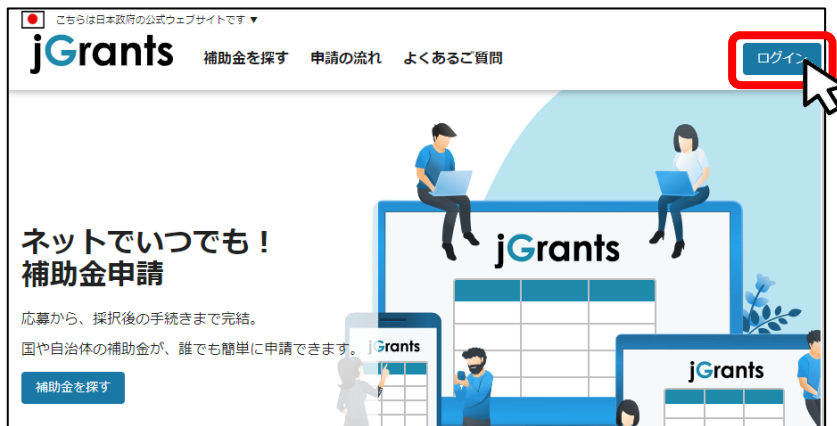 こちらは日本政府の公式ウェブサイトです ▼
jGrants 補助金を探す 申請の流れ よくあるご質問 ログイン
ネットでいつでも！
補助金申請
応募から、採択後の手続きまで完結。
国や自治体の補助金が、誰でも簡単に申請できます。
補助金を探す
jGrants
jGrants
jGrants